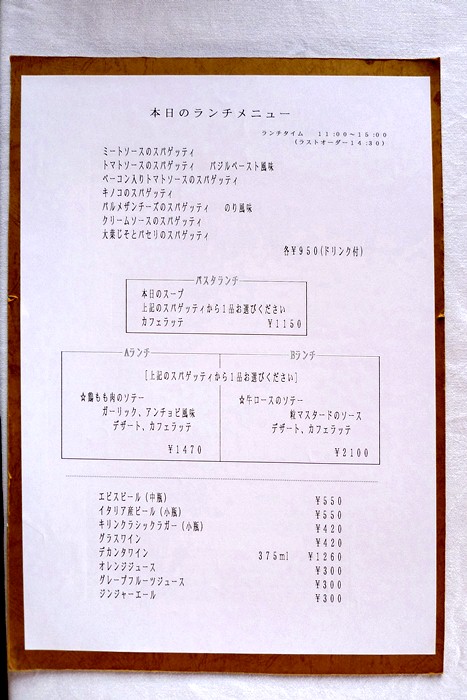 本日のランチメニュー
ランチタイム 11:00～15:00
(ラストオーダー14:30)
ミートソースのスパゲッティ
トマトソースのスパゲッティ バジルペースト風味
ベーコン入りトマトソースのスパゲッティ
キノコのスパゲッティ
パルメザンチーズのスパゲッティ のり風味
クリームソースのスパゲッティ
大葉じそとパセリのスパゲッティ
各¥950(ドリンク付)
パスタランチ
本日のスープ
上記のスパゲッティから1品お選びください
カフェラッテ ¥1150
Aランチ Bランチ
[上記のスパゲッティから1品お選びください]
☆鶏もも肉のソテー
ガーリック、アンチョビ風味
デザート、カフェラッテ
¥1470
☆牛ロースのソテー
粒マスタードのソース
デザート、カフェラッテ
¥2100
エビスビール(中瓶) ¥550
イタリア産ビール(小瓶) ¥550
キリンクラシックラガー(小瓶) ¥420
グラスワイン ¥420
デカンタワイン 375ml ¥1260
オレンジジュース ¥300
グレープフルーツジュース ¥300
ジンジャーエール ¥300